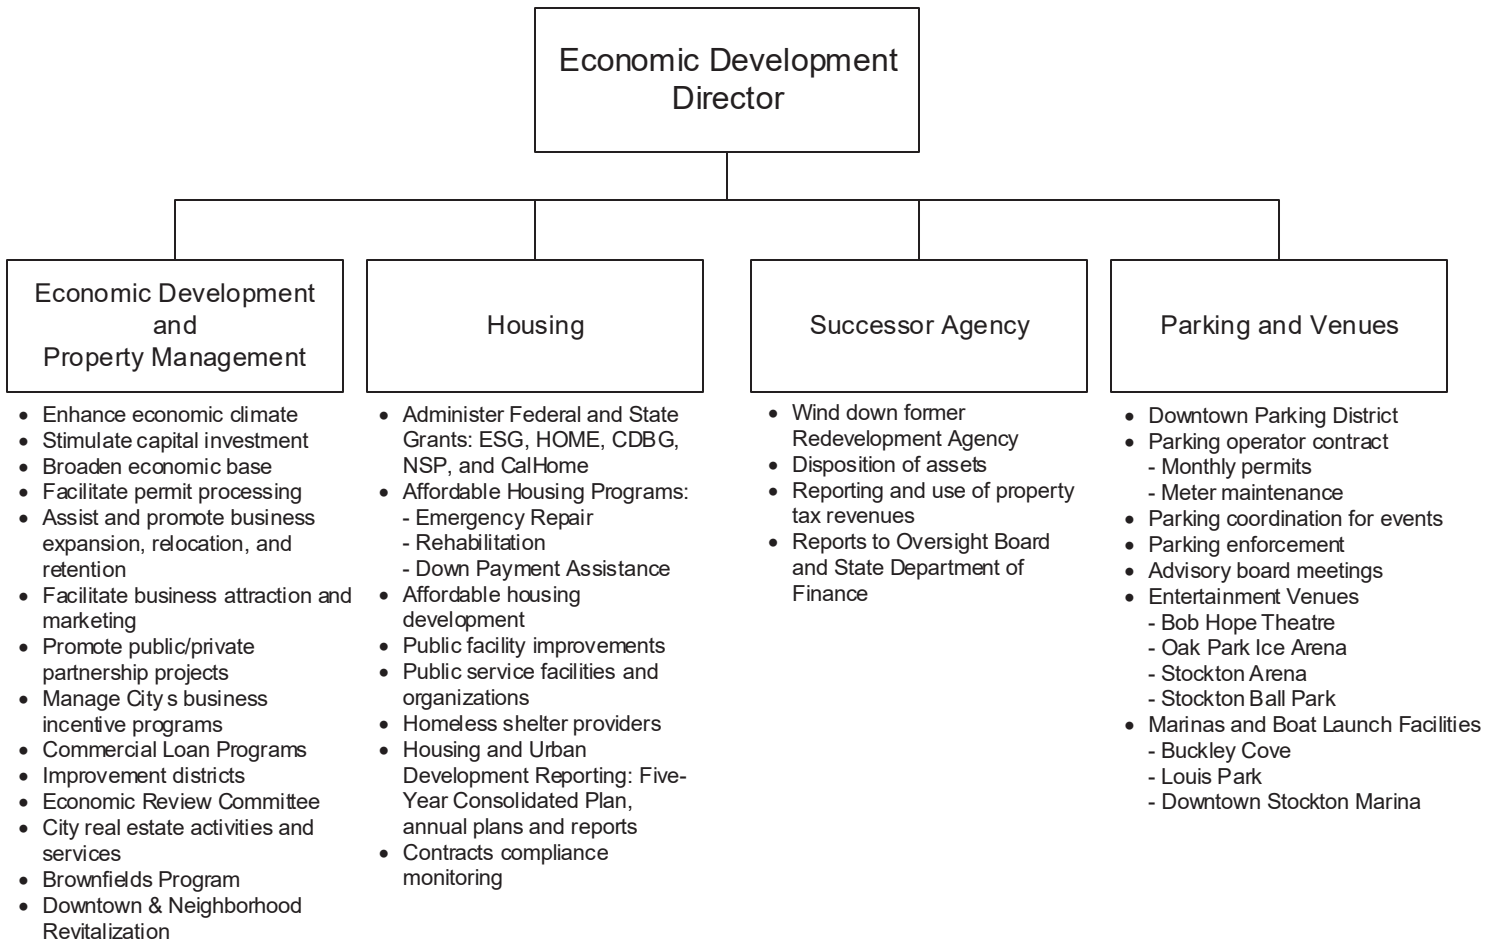 Economic Development
Director
Economic Development
and
Property Management
• Enhance economic climate
• Stimulate capital investment
• Broaden economic base
• Facilitate permit processing
• Assist and promote business
expansion, relocation, and
retention
• Facilitate business attraction and
marketing
• Promote public/private
partnership projects
• Manage City s business
incentive programs
• Commercial Loan Programs
• Improvement districts
• Economic Review Committee
• City real estate activities and
services
• Brownfields Program
• Downtown & Neighborhood
Revitalization
Housing
• Administer Federal and State
Grants: ESG, HOME, CDBG,
NSP, and CalHome
• Affordable Housing Programs:
- Emergency Repair
- Rehabilitation
- Down Payment Assistance
• Affordable housing
development
• Public facility improvements
• Public service facilities and
organizations
• Homeless shelter providers
• Housing and Urban
Development Reporting: Five-
Year Consolidated Plan,
annual plans and reports
• Contracts compliance
monitoring
Successor Agency
• Wind down former
Redevelopment Agency
• Disposition of assets
• Reporting and use of property
tax revenues
• Reports to Oversight Board
and State Department of
Finance
Parking and Venues
• Downtown Parking District
• Parking operator contract
- Monthly permits
- Meter maintenance
• Parking coordination for events
• Parking enforcement
• Advisory board meetings
• Entertainment Venues
- Bob Hope Theatre
- Oak Park Ice Arena
- Stockton Arena
- Stockton Ball Park
• Marinas and Boat Launch Facilities
- Buckley Cove
- Louis Park
- Downtown Stockton Marina